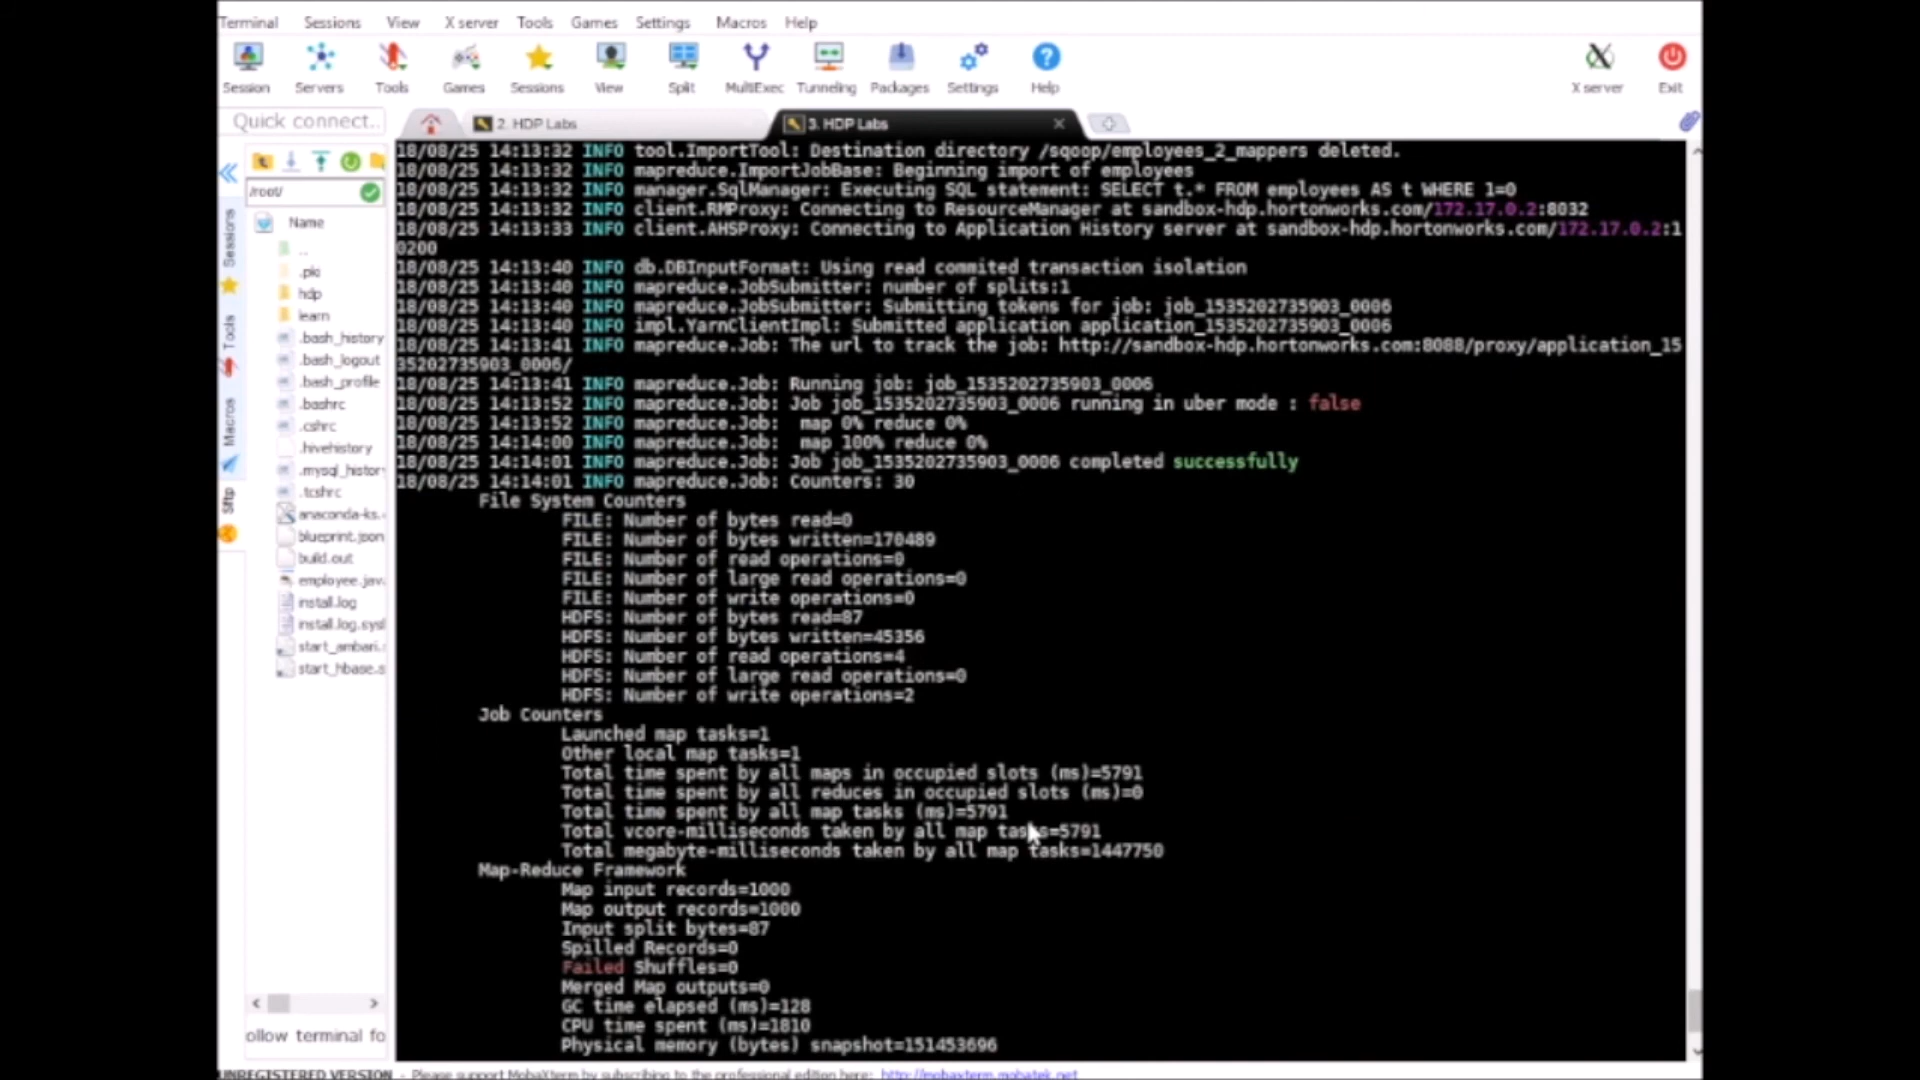 Terminal Sessions View X server Tools Games Settings Macros Help
Session Servers Tools Games Sessions View Split MultiExec Tunneling Packages Settings Help X server Exit
Quick connect...
2. HDP Labs
3. HDP Labs
/root/
Name
..
.pki
hdp
learn
.bash_history
.bash_logout
.bash_profile
.bashrc
.cshrc
.hivehistory
.mysql_histor
.tcshrc
anaconda-ks.
blueprint.json
build.out
employee.jav
install.log
install.log.sysl
start_ambari.s
start_hbase.s
ollow terminal fo
Sessions
Tools
Macros
Sftp
18/08/25 14:13:32 INFO tool.ImportTool: Destination directory /sqoop/employees_2_mappers deleted.
18/08/25 14:13:32 INFO mapreduce.ImportJobBase: Beginning import of employees
18/08/25 14:13:32 INFO manager.SqlManager: Executing SQL statement: SELECT t.* FROM employees AS t WHERE 1=0
18/08/25 14:13:32 INFO client.RMProxy: Connecting to ResourceManager at sandbox-hdp.hortonworks.com/172.17.0.2:8032
18/08/25 14:13:33 INFO client.AHSProxy: Connecting to Application History server at sandbox-hdp.hortonworks.com/172.17.0.2:1
0200
18/08/25 14:13:40 INFO db.DBInputFormat: Using read commited transaction isolation
18/08/25 14:13:40 INFO mapreduce.JobSubmitter: number of splits:1
18/08/25 14:13:40 INFO mapreduce.JobSubmitter: Submitting tokens for job: job_1535202735903_0006
18/08/25 14:13:40 INFO impl.YarnClientImpl: Submitted application application_1535202735903_0006
18/08/25 14:13:41 INFO mapreduce.Job: The url to track the job: http://sandbox-hdp.hortonworks.com:8088/proxy/application_15
35202735903_0006/
18/08/25 14:13:41 INFO mapreduce.Job: Running job: job_1535202735903_0006
18/08/25 14:13:52 INFO mapreduce.Job: Job job_1535202735903_0006 running in uber mode : false
18/08/25 14:13:52 INFO mapreduce.Job:  map 0% reduce 0%
18/08/25 14:14:00 INFO mapreduce.Job:  map 100% reduce 0%
18/08/25 14:14:01 INFO mapreduce.Job: Job job_1535202735903_0006 completed successfully
18/08/25 14:14:01 INFO mapreduce.Job: Counters: 30
File System Counters
FILE: Number of bytes read=0
FILE: Number of bytes written=170489
FILE: Number of read operations=0
FILE: Number of large read operations=0
FILE: Number of write operations=0
HDFS: Number of bytes read=87
HDFS: Number of bytes written=45356
HDFS: Number of read operations=4
HDFS: Number of large read operations=0
HDFS: Number of write operations=2
Job Counters
Launched map tasks=1
Other local map tasks=1
Total time spent by all maps in occupied slots (ms)=5791
Total time spent by all reduces in occupied slots (ms)=0
Total time spent by all map tasks (ms)=5791
Total vcore-milliseconds taken by all map tasks=5791
Total megabyte-milliseconds taken by all map tasks=1447750
Map-Reduce Framework
Map input records=1000
Map output records=1000
Input split bytes=87
Spilled Records=0
Failed Shuffles=0
Merged Map outputs=0
GC time elapsed (ms)=128
CPU time spent (ms)=1810
Physical memory (bytes) snapshot=151453696
UNREGISTERED VERSION - Please support MobaXterm by subscribing to the professional edition here: http://mobaxterm.mobatek.net